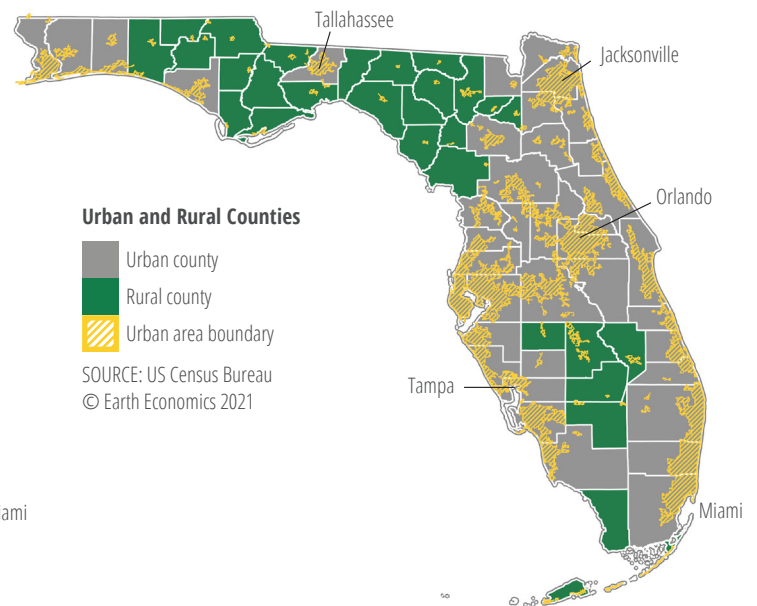 Tallahassee
Jacksonville
Orlando
Urban and Rural Counties
Urban county
Rural county
Urban area boundary
SOURCE: US Census Bureau
© Earth Economics 2021
Tampa
iami
Miami